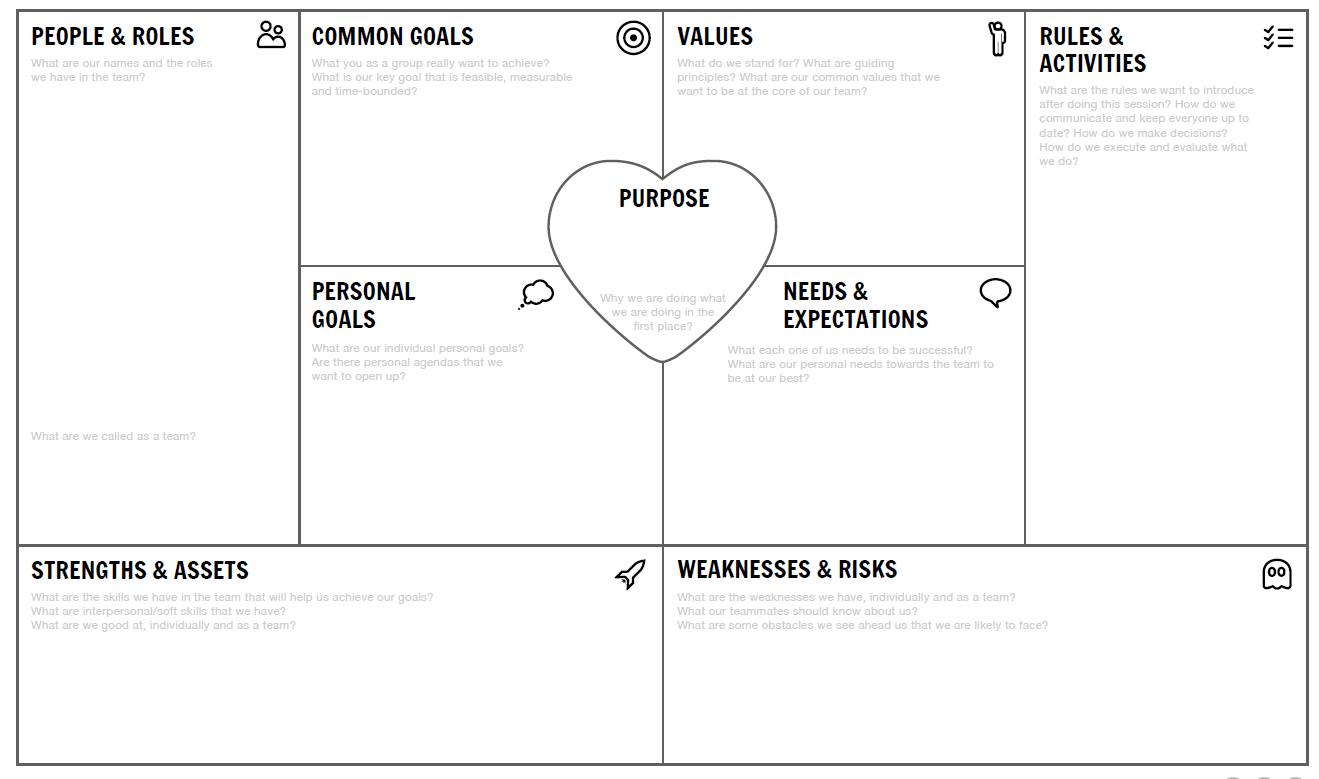 PEOPLE & ROLES
What are our names and the roles
we have in the team?
What are we called as a team?
COMMON GOALS
What you as a group really want to achieve?
What is our key goal that is feasible, measurable
and time-bounded?
VALUES
What do we stand for? What are guiding
principles? What are our common values that we
want to be at the core of our team?
RULES &
ACTIVITIES
What are the rules we want to introduce
after doing this session? How do we
communicate and keep everyone up to
date? How do we make decisions?
How do we execute and evaluate what
we do?
PURPOSE
Why we are doing what
we are doing in the
first place?
PERSONAL
GOALS
What are our individual personal goals?
Are there personal agendas that we
want to open up?
NEEDS &
EXPECTATIONS
What each one of us needs to be successful?
What are our personal needs towards the team to
be at our best?
STRENGTHS & ASSETS
What are the skills we have in the team that will help us achieve our goals?
What are interpersonal/soft skills that we have?
What are we good at, individually and as a team?
WEAKNESSES & RISKS
What are the weaknesses we have, individually and as a team?
What our teammates should know about us?
What are some obstacles we see ahead us that we are likely to face?